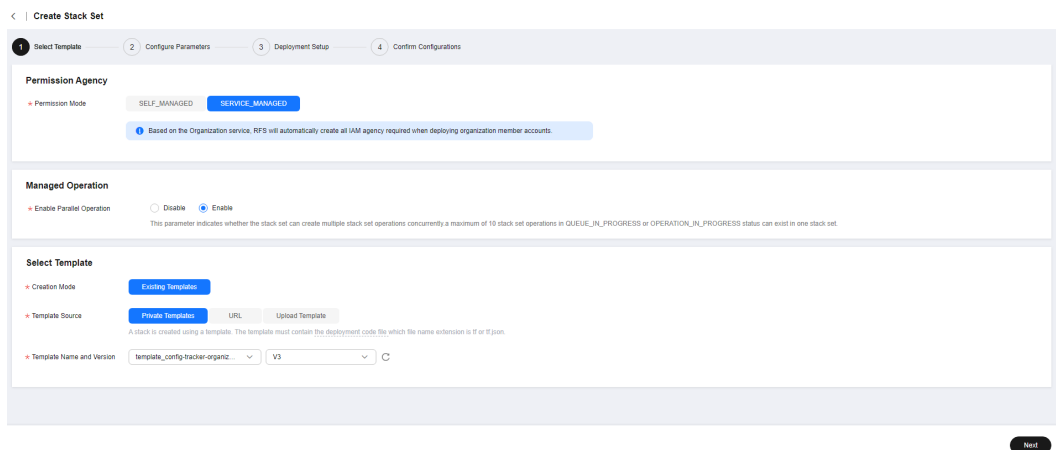 < | Create Stack Set
1 Select Template 2 Configure Parameters 3 Deployment Setup 4 Confirm Configurations
Permission Agency
* Permission Mode SELF_MANAGED SERVICE_MANAGED
Based on the Organization service, RFS will automatically create all IAM agency required when deploying organization member accounts.
Managed Operation
* Enable Parallel Operation Disable Enable
This parameter indicates whether the stack set can create multiple stack set operations concurrently.a maximum of 10 stack set operations in QUEUE_IN_PROGRESS or OPERATION_IN_PROGRESS status can exist in one stack set.
Select Template
* Creation Mode Existing Templates
* Template Source Private Templates URL Upload Template
A stack is created using a template. The template must contain the deployment code file which file name extension is tf or tf.json.
* Template Name and Version template_config-tracker-organiz... V3
Next